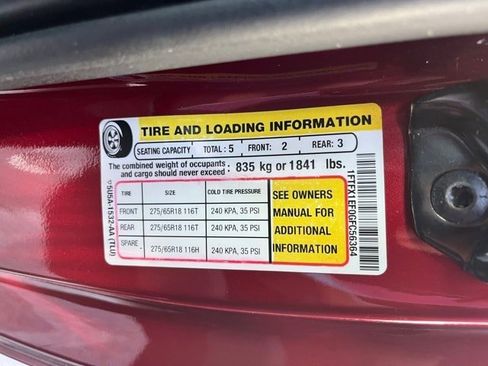 TIRE AND LOADING INFORMATION
SEATING CAPACITY TOTAL: 5 FRONT: 2 REAR: 3
The combined weight of occupants and cargo should never exceed: 835 kg or 1841 lbs.
TIRE SIZE COLD TIRE PRESSURE
FRONT 275/65R18 116T 240 KPA, 35 PSI
REAR 275/65R18 116T 240 KPA, 35 PSI
SPARE 275/65R18 116H 240 KPA, 35 PSI
SEE OWNERS
MANUAL FOR
ADDITIONAL
INFORMATION
1FTFX1EF0GFC56364